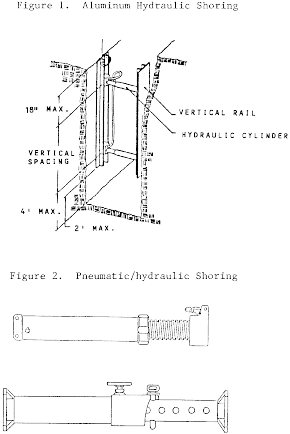 Figure 1. Aluminum Hydraulic Shoring
18" MAX.
VERTICAL RAIL
HYDRAULIC CYLINDER
VERTICAL
SPACING
4' MAX.
2' MAX.
Figure 2. Pneumatic/hydraulic Shoring